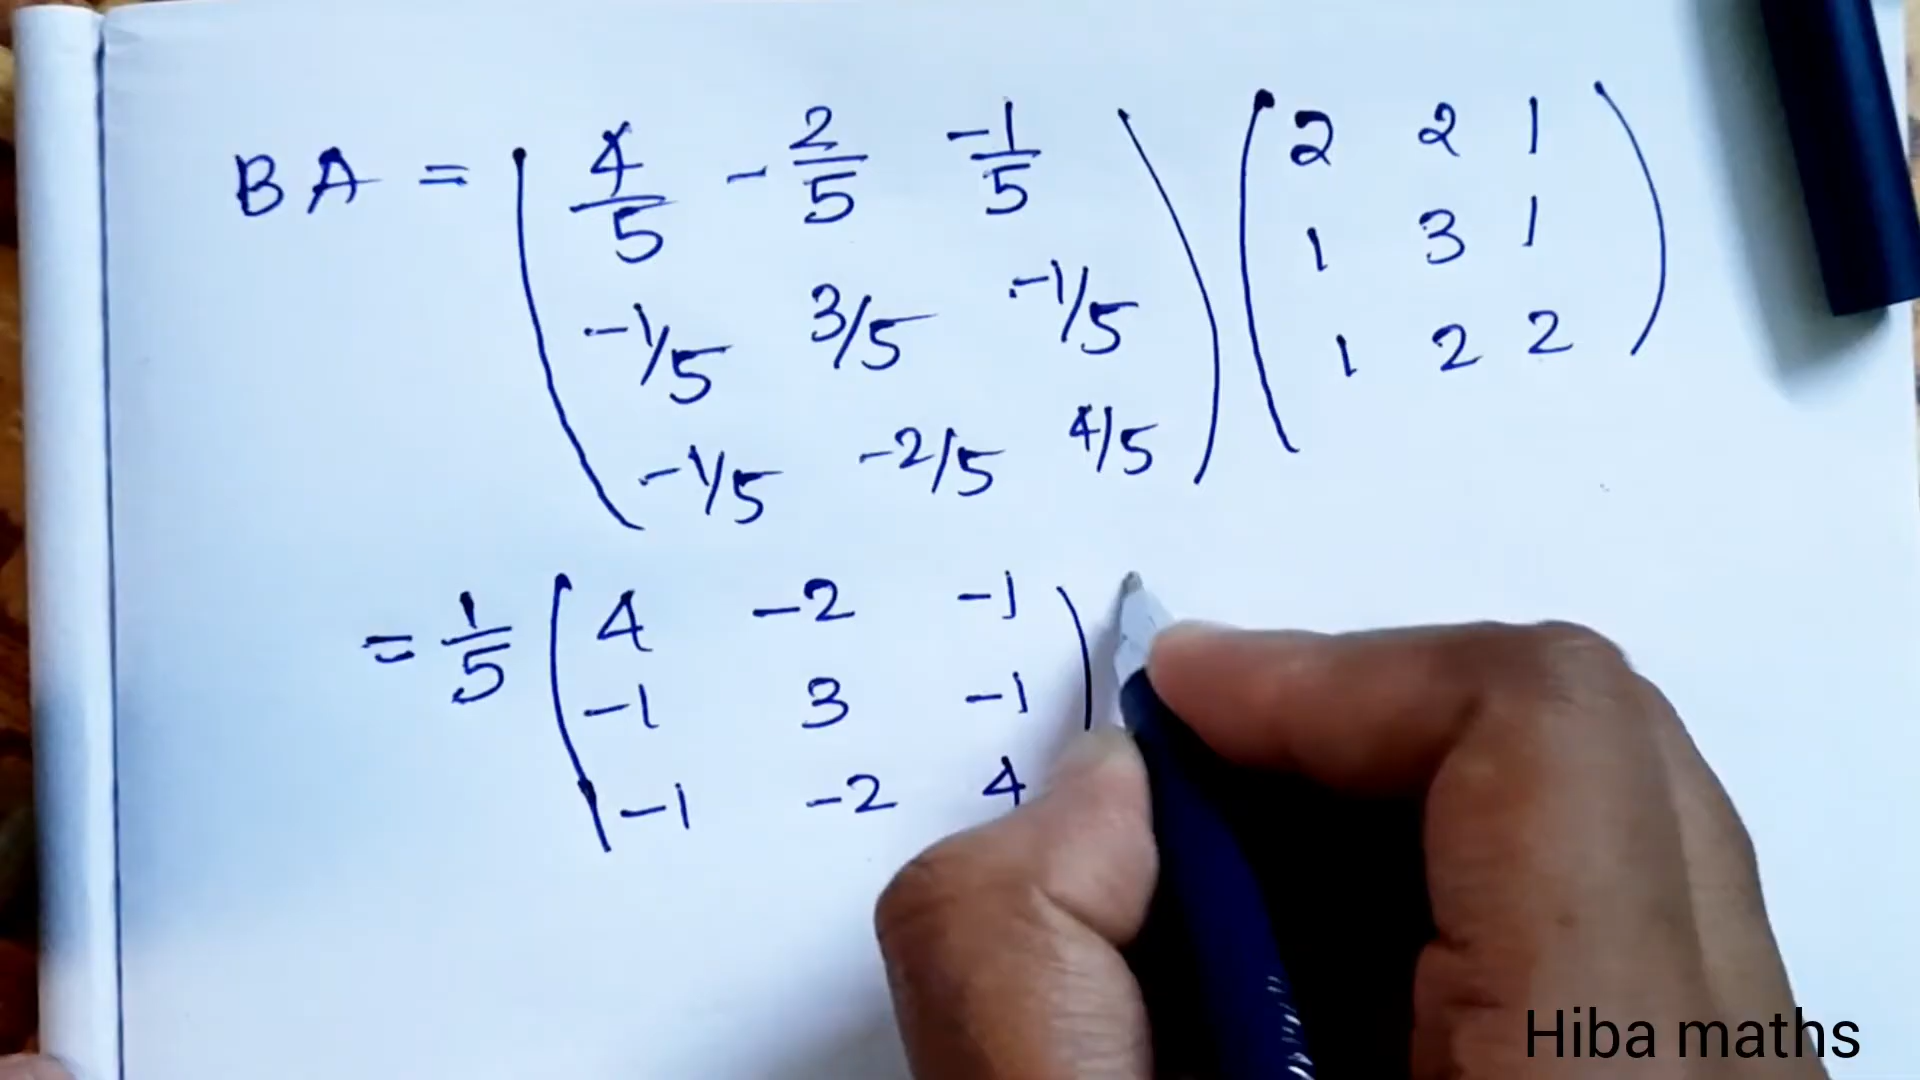 BA = ( 4/5 -2/5 -1/5 ) ( 2 2 1 )
-1/5 3/5 -1/5 1 3 1
-1/5 -2/5 4/5 1 2 2
= 1/5 ( 4 -2 -1 )
-1 3 -1
-1 -2 4
Hiba maths